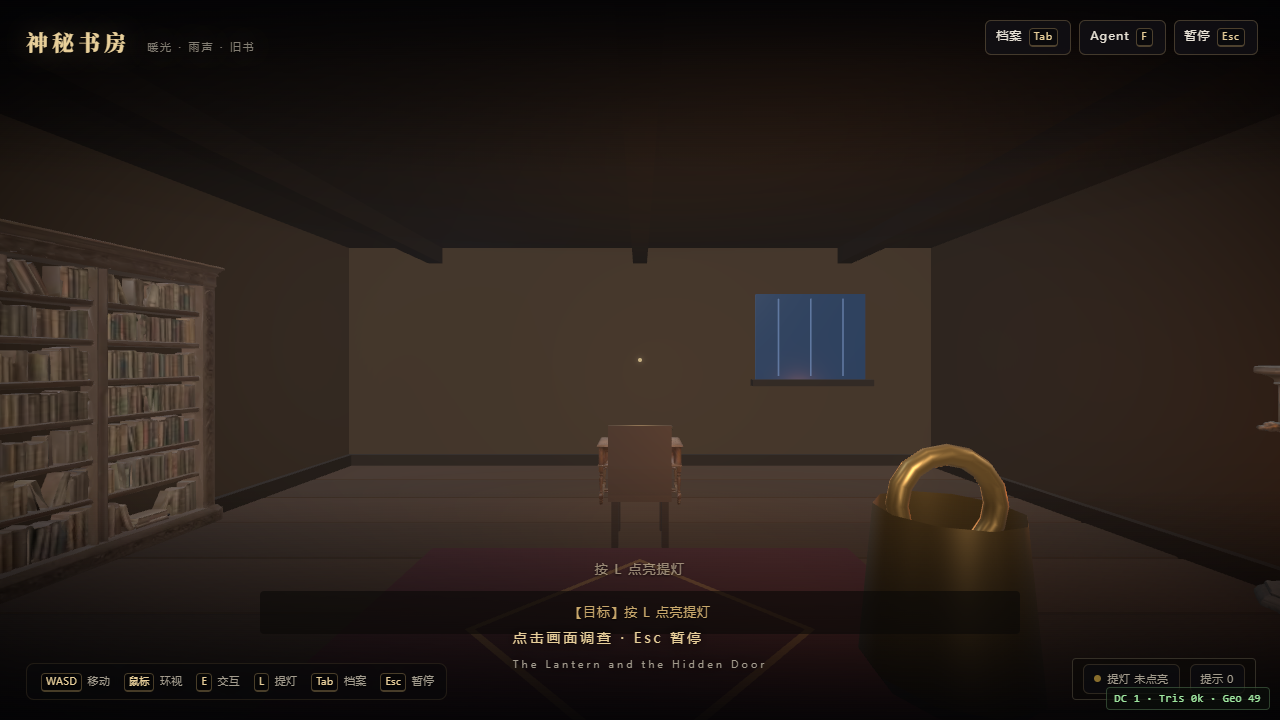 神秘书房 暖光 · 雨声 · 旧书
档案 Tab Agent F 暂停 Esc
按 L 点亮提灯
【目标】按 L 点亮提灯
点击画面调查 · Esc 暂停
The Lantern and the Hidden Door
WASD 移动 鼠标 环视 E 交互 L 提灯 Tab 档案 Esc 暂停
提灯 未点亮 提示 0
DC 1 · Tris 0k · Geo 49